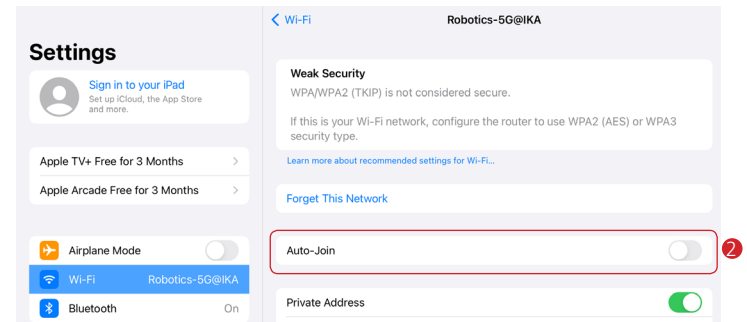 Settings
Sign in to your iPad
Set up iCloud, the App Store
and more.
Apple TV+ Free for 3 Months
Apple Arcade Free for 3 Months
Airplane Mode
Wi-Fi Robotics-5G@IKA
Bluetooth On
Wi-Fi Robotics-5G@IKA
Weak Security
WPA/WPA2 (TKIP) is not considered secure.
If this is your Wi-Fi network, configure the router to use WPA2 (AES) or WPA3
security type.
Learn more about recommended settings for Wi-Fi...
Forget This Network
Auto-Join
2
Private Address